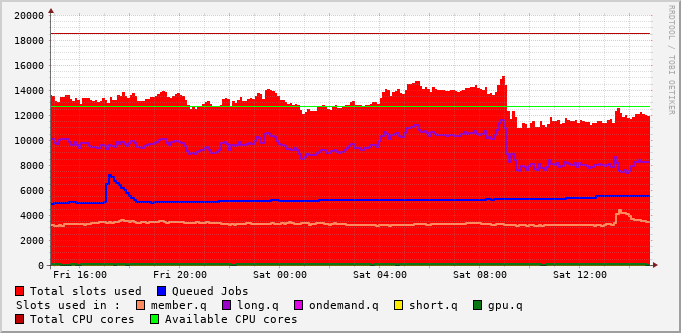 RRDTOOL / TOBI OETIKER
20000
18000
16000
14000
12000
10000
8000
6000
4000
2000
0
Fri 16:00 Fri 20:00 Sat 00:00 Sat 04:00 Sat 08:00 Sat 12:00
Total slots used Queued Jobs
Slots used in : member.q long.q ondemand.q short.q gpu.q
Total CPU cores Available CPU cores